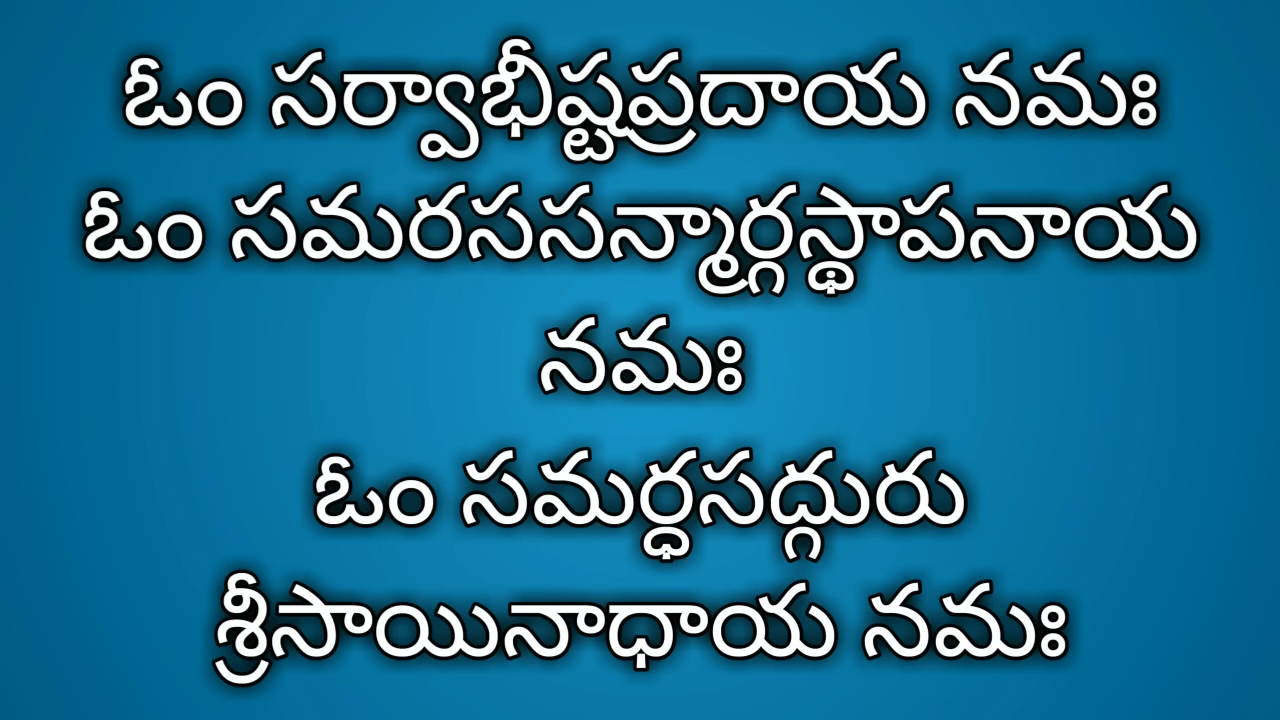 ఓం సర్వాభీష్టప్రదాయ నమః
ఓం సమరససన్మార్గస్థాపనాయ
నమః
ఓం సమర్ధసద్గురు
శ్రీసాయినాధాయ నమః